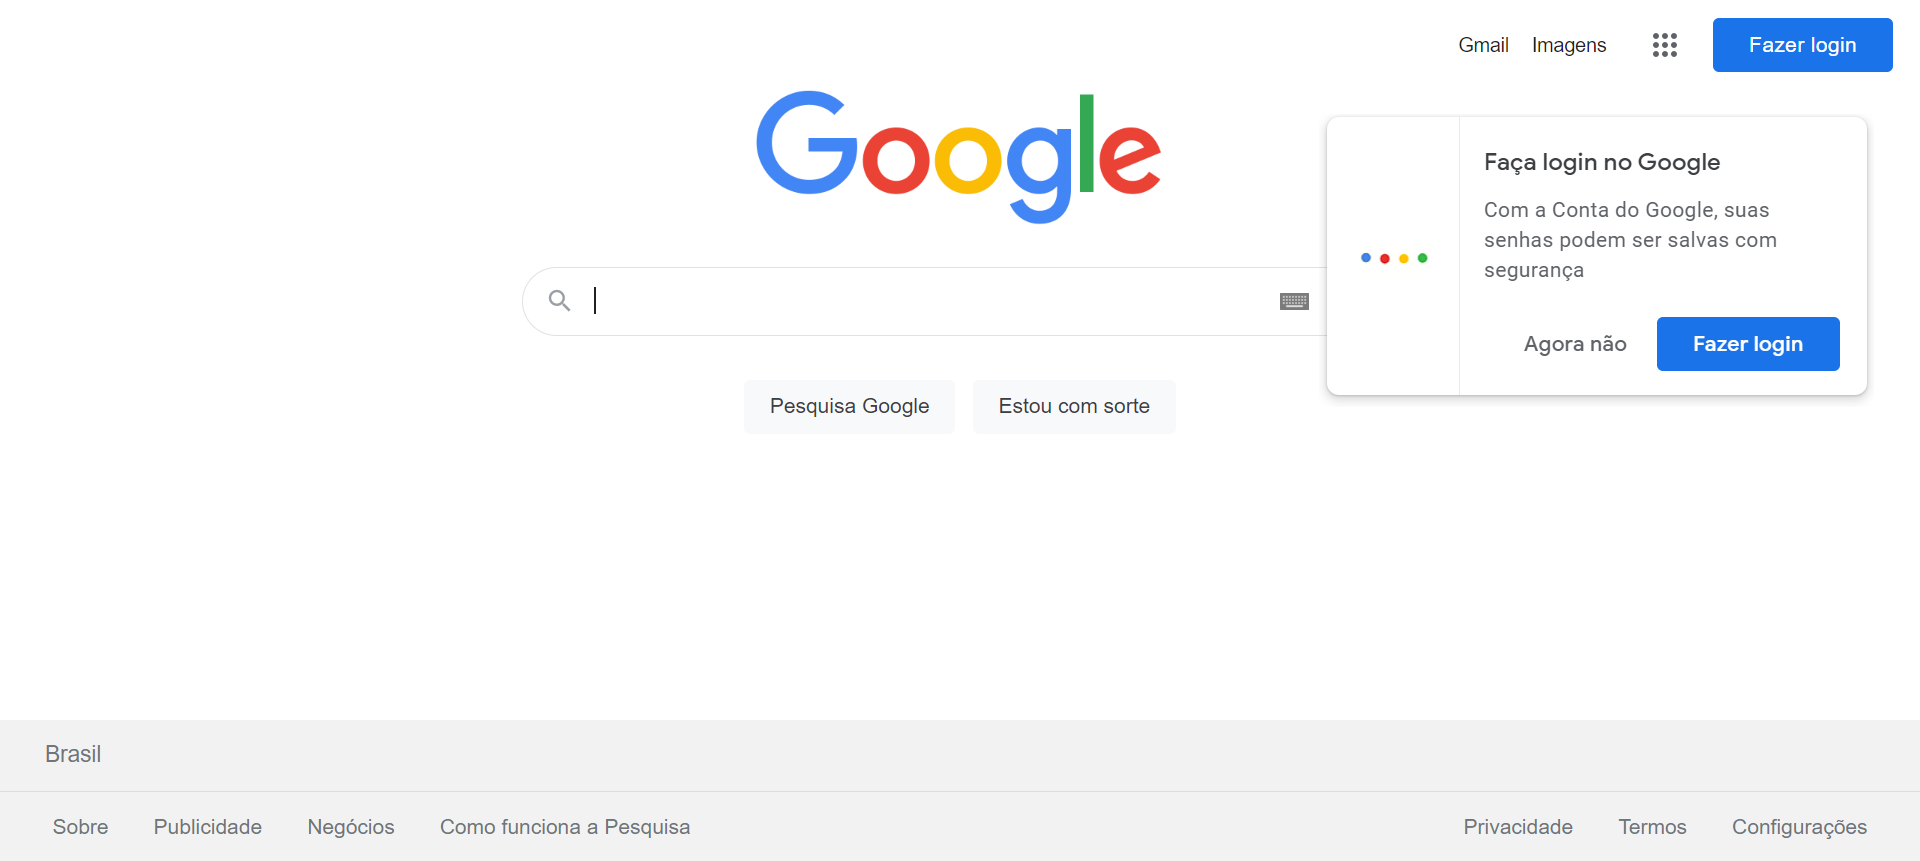 Gmail Imagens Fazer login
Google
Faça login no Google
Com a Conta do Google, suas
senhas podem ser salvas com
segurança
Agora não Fazer login
Pesquisa Google Estou com sorte
Brasil
Sobre Publicidade Negócios Como funciona a Pesquisa Privacidade Termos Configurações